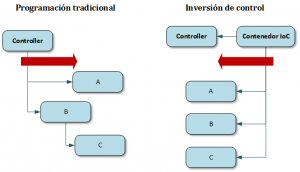 Programación tradicional
Inversión de control
Controller
A
B
C
Controller
Contenedor IoC
A
B
C